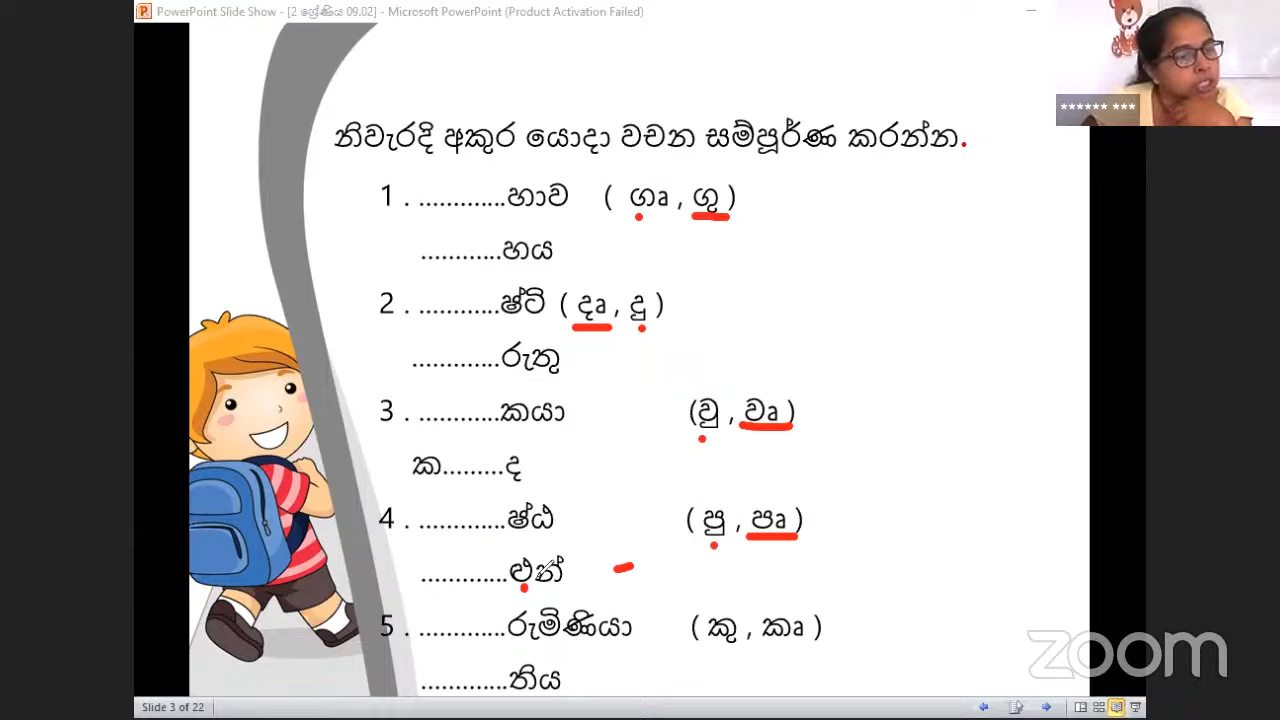 PowerPoint Slide Show - [2 ශ්‍රේණිය 09.02] - Microsoft PowerPoint (Product Activation Failed)
****** ***
නිවැරදි අකුර යොදා වචන සම්පූර්ණ කරන්න.
1 . ............හාව ( ගෘ , ගු )
............හය
2 . ............ෂ්ටි ( දෘ , දු )
............රුතු
3 . ............කයා (වු , වෘ )
ක.........ද
4 . ............ෂ්ඨ ( පු , පෘ )
............ළුන්
5 . ............රුමිණියා ( කු , කෘ )
............තිය
zoom
Slide 3 of 22